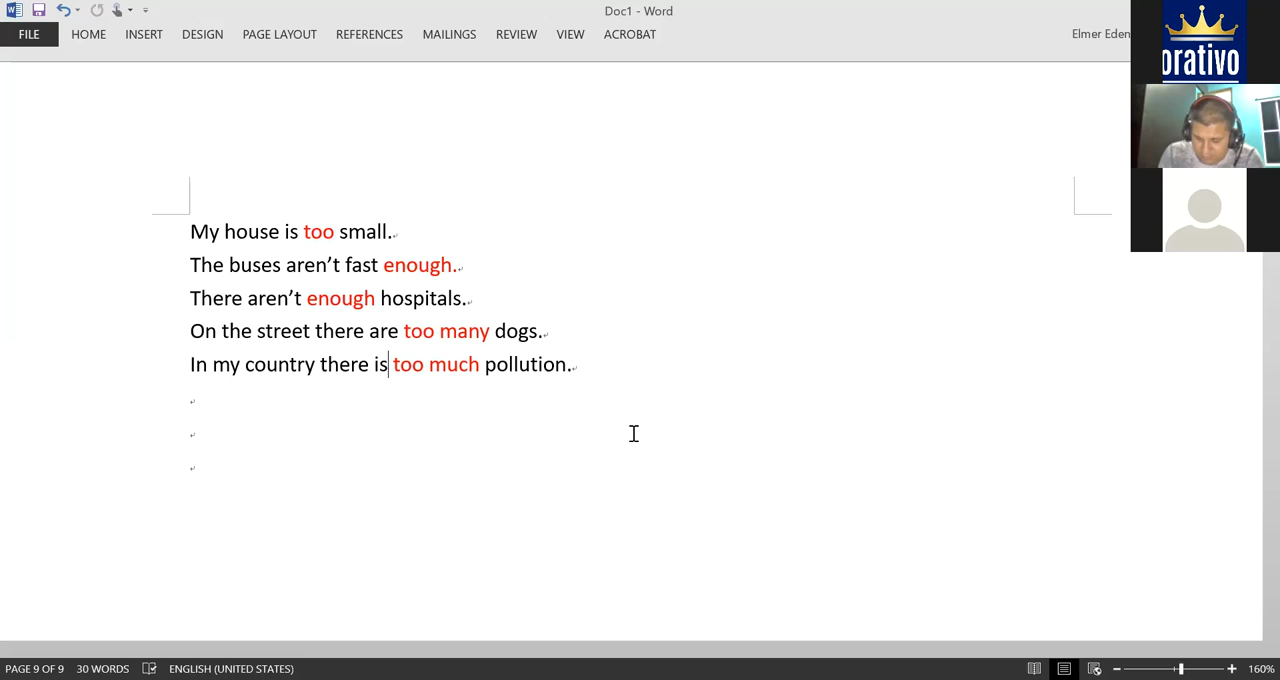 Doc1 - Word
FILE HOME INSERT DESIGN PAGE LAYOUT REFERENCES MAILINGS REVIEW VIEW ACROBAT
Elmer Eden
orativo
My house is too small.
The buses aren’t fast enough.
There aren’t enough hospitals.
On the street there are too many dogs.
In my country there is too much pollution.
PAGE 9 OF 9 30 WORDS ENGLISH (UNITED STATES) 160%